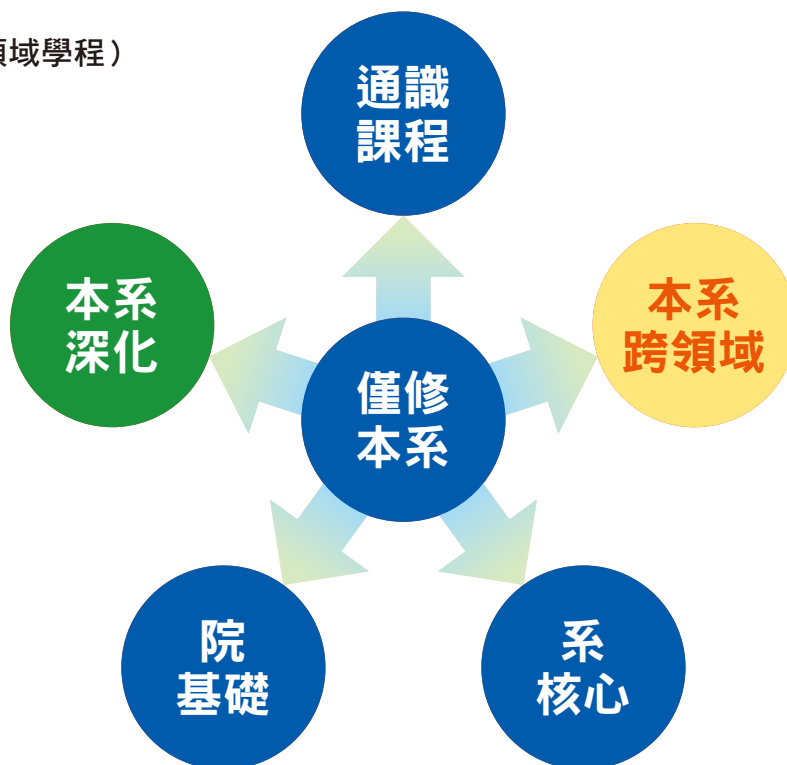 領域學程）
通識
課程
本系
深化
本系
跨領域
僅修
本系
院
基礎
系
核心